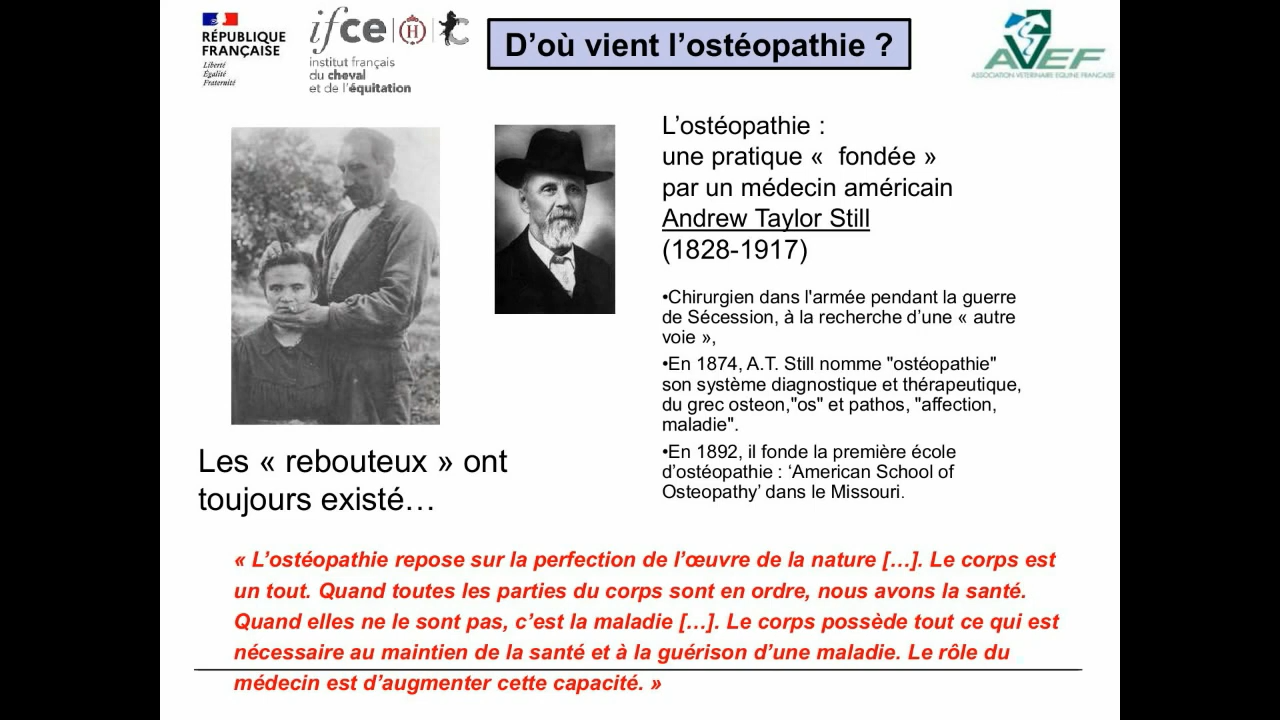 RÉPUBLIQUE
FRANÇAISE
Liberté
Égalité
Fraternité
ifce
H
institut français
du cheval
et de l'équitation
D’où vient l’ostéopathie ?
AVEF
ASSOCIATION VÉTÉRINAIRE ÉQUINE FRANÇAISE
L’ostéopathie :
une pratique «  fondée »
par un médecin américain
Andrew Taylor Still
(1828-1917)
•Chirurgien dans l'armée pendant la guerre
de Sécession, à la recherche d’une « autre
voie »,
•En 1874, A.T. Still nomme "ostéopathie"
son système diagnostique et thérapeutique,
du grec osteon,"os" et pathos, "affection,
maladie".
•En 1892, il fonde la première école
d’ostéopathie : ‘American School of
Osteopathy’ dans le Missouri.
Les « rebouteux » ont
toujours existé…
« L’ostéopathie repose sur la perfection de l’œuvre de la nature […]. Le corps est
un tout. Quand toutes les parties du corps sont en ordre, nous avons la santé.
Quand elles ne le sont pas, c’est la maladie […]. Le corps possède tout ce qui est
nécessaire au maintien de la santé et à la guérison d’une maladie. Le rôle du
médecin est d’augmenter cette capacité. »